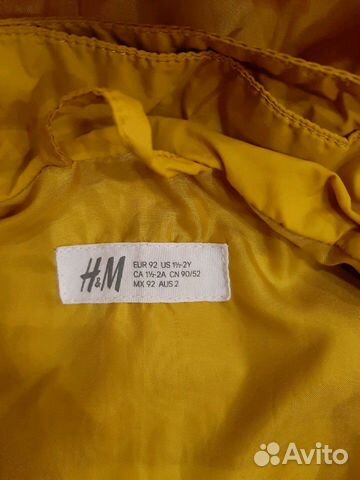 H&M
EUR 92 US 1½-2Y
CA 1½-2A CN 90/52
MX 92 AUS 2
Avito